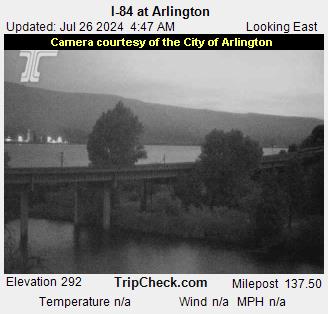 I-84 at Arlington
Updated: Jul 26 2024 4:47 AM Looking East
Camera courtesy of the City of Arlington
Elevation 292 TripCheck.com Milepost 137.50
Temperature n/a Wind n/a MPH n/a